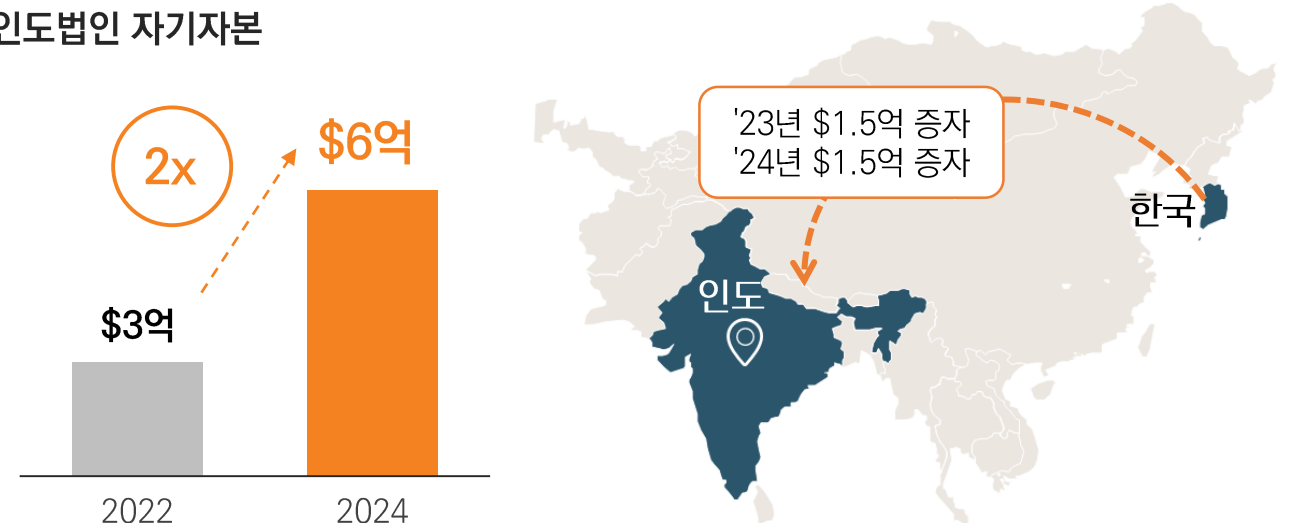 인도법인 자기자본
2x
$6억
$3억
2022
2024
'23년 $1.5억 증자
'24년 $1.5억 증자
한국
인도